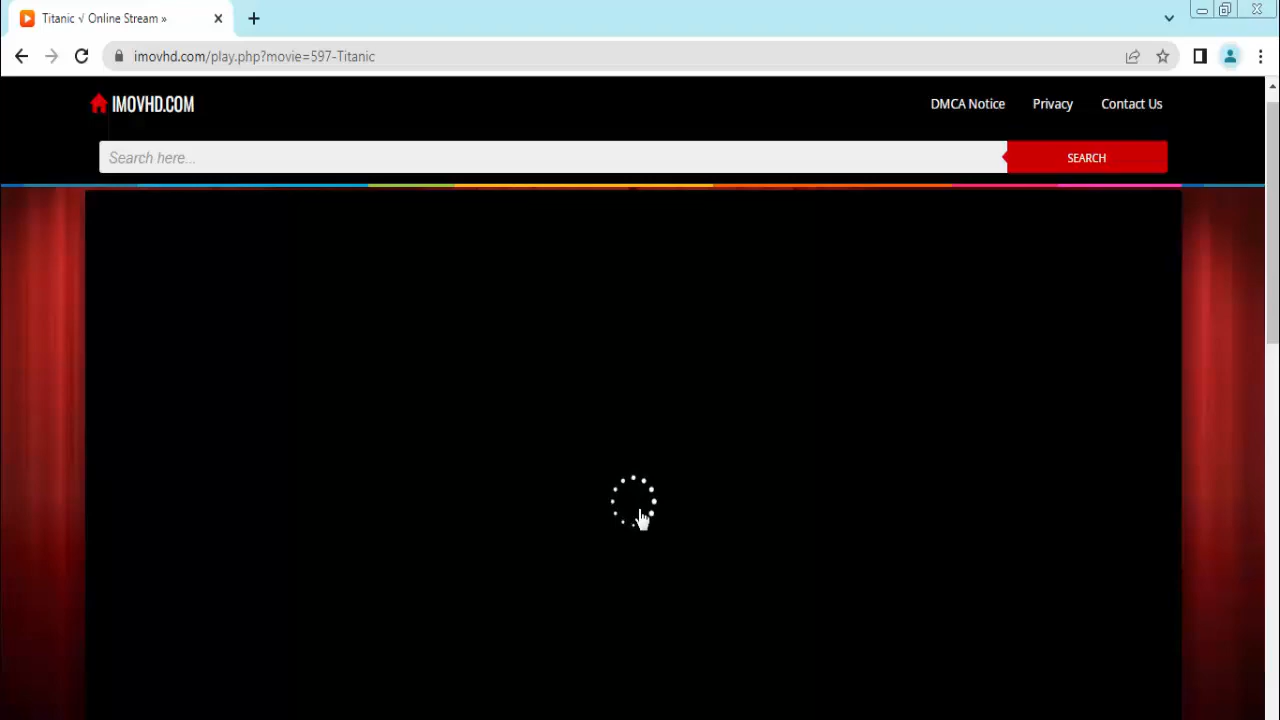 Titanic √ Online Stream »
imovhd.com/play.php?movie=597-Titanic
IMOVHD.COM
DMCA Notice
Privacy
Contact Us
Search here...
SEARCH